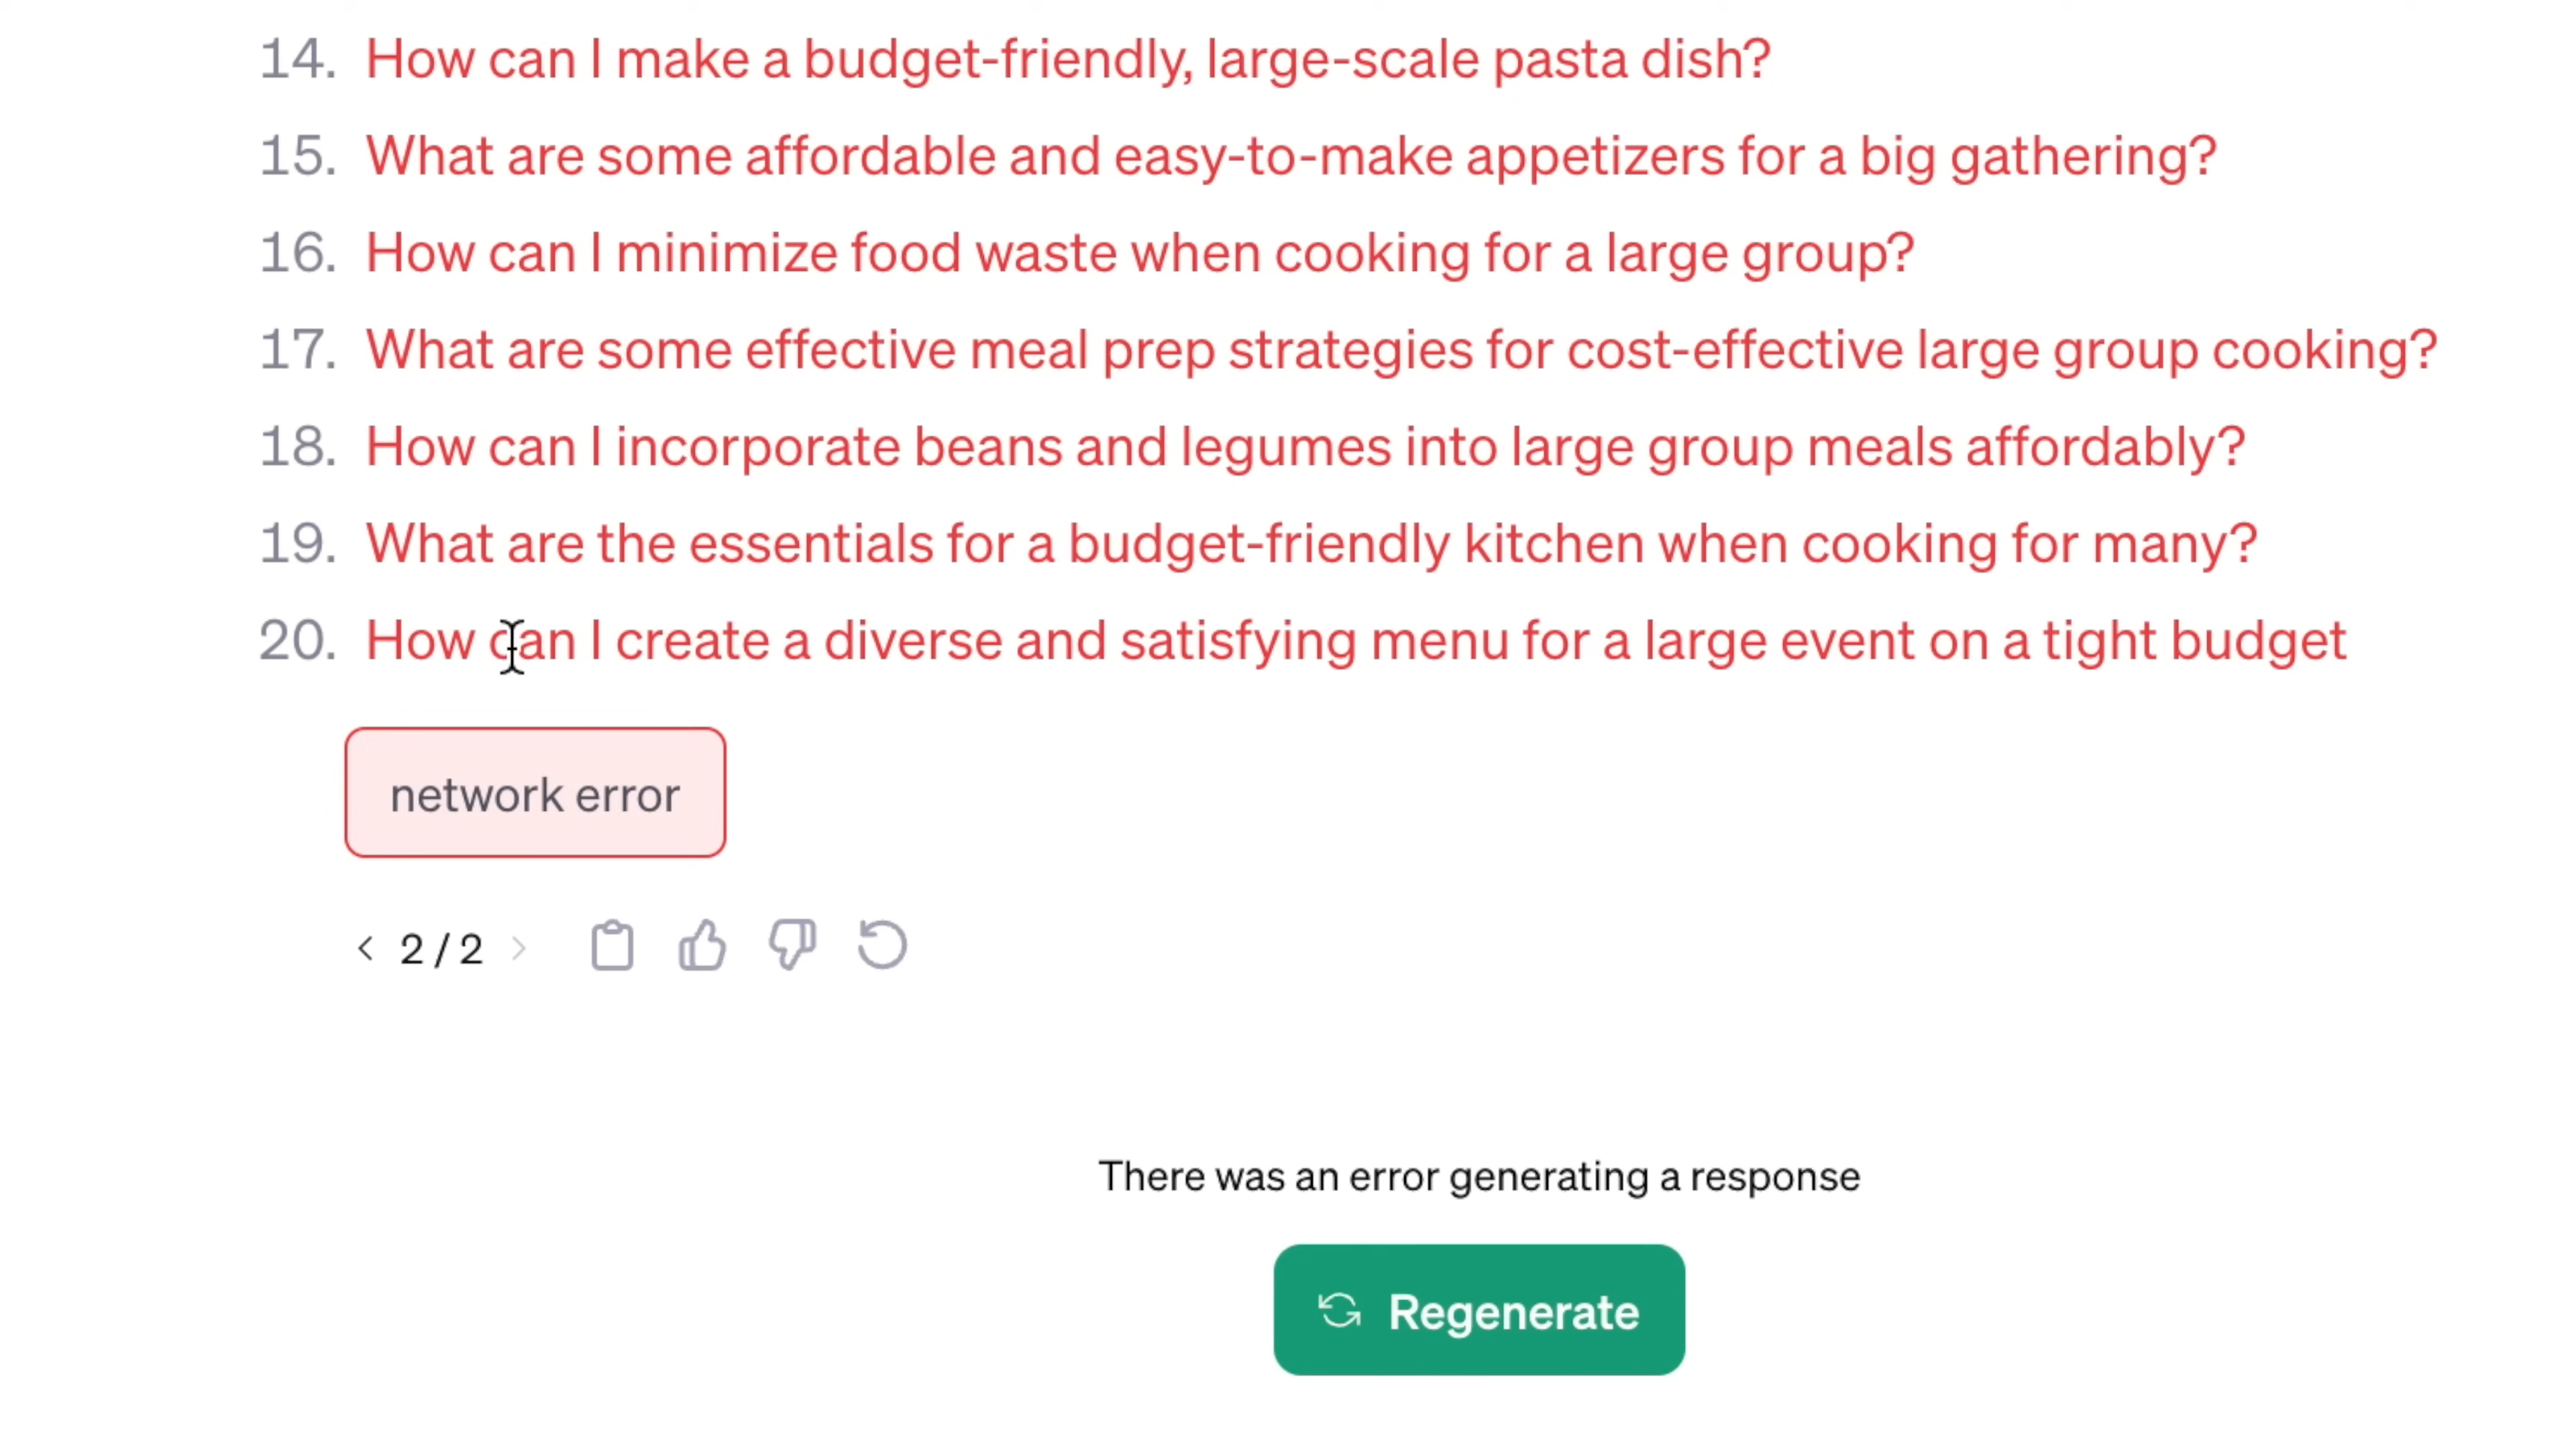 14. How can I make a budget-friendly, large-scale pasta dish?
15. What are some affordable and easy-to-make appetizers for a big gathering?
16. How can I minimize food waste when cooking for a large group?
17. What are some effective meal prep strategies for cost-effective large group cooking?
18. How can I incorporate beans and legumes into large group meals affordably?
19. What are the essentials for a budget-friendly kitchen when cooking for many?
20. How can I create a diverse and satisfying menu for a large event on a tight budget
network error
< 2 / 2 >
There was an error generating a response
Regenerate